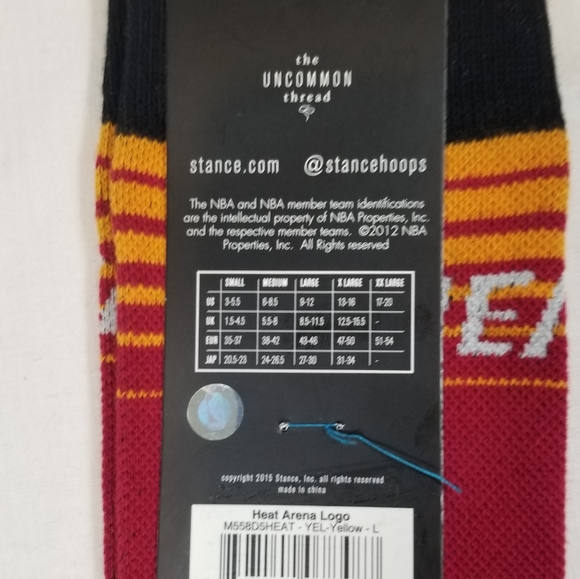 the
UNCOMMON
thread
stance.com @stancehoops
The NBA and NBA member team identifications
are the intellectual property of NBA Properties, Inc.
and the respective member teams. ©2012 NBA
Properties, Inc. All Rights reserved
SMALL MEDIUM LARGE X LARGE XX LARGE
US 3-5.5 6-8.5 9-12 13-16 17-20
UK 1.5-4.5 5.5-8 8.5-11.5 12.5-15.5 -
EUR 35-37 38-42 43-46 47-50 51-54
JAP 20.5-23 24-26.5 27-30 31-34 -
copyright 2015 Stance, Inc. all rights reserved
made in china
Heat Arena Logo
M558D5HEAT - YEL-Yellow - L